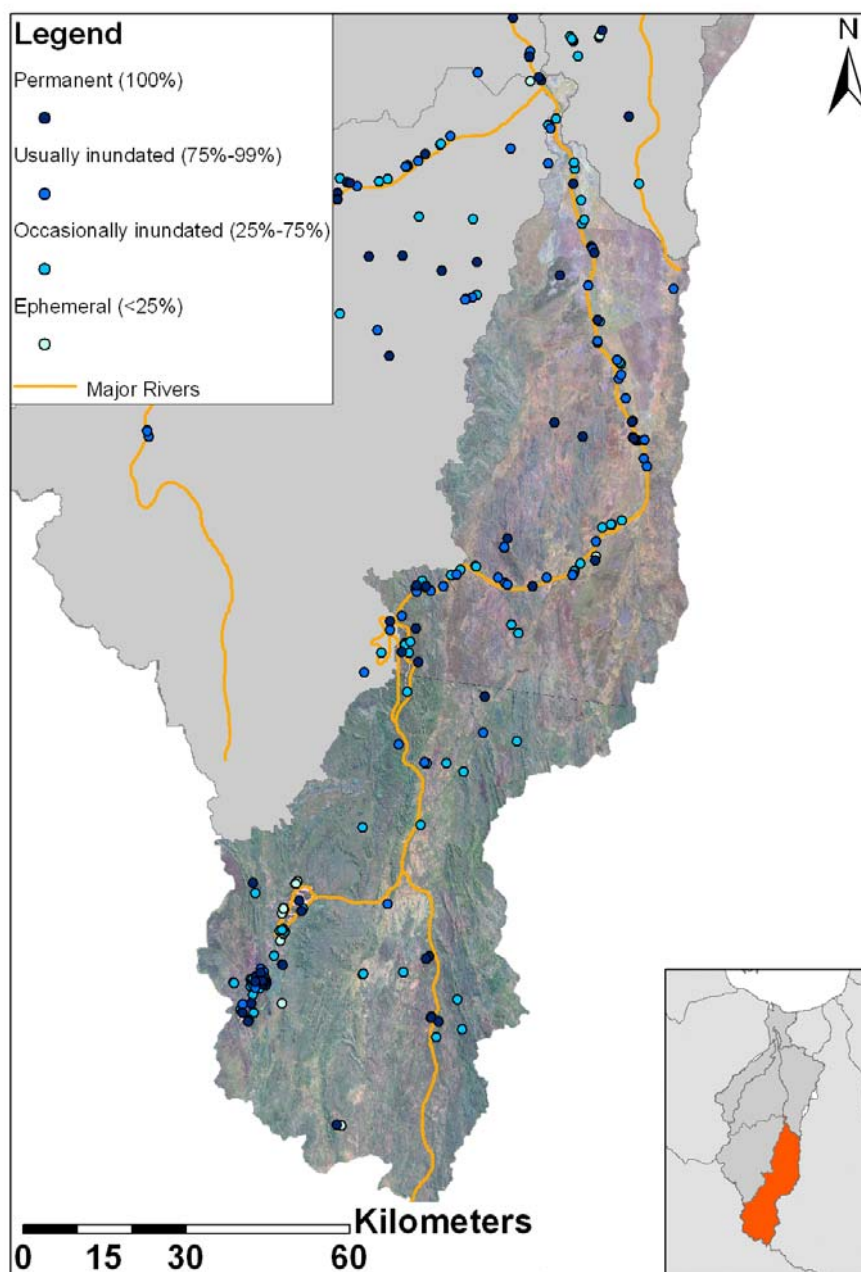 Legend
N
Permanent (100%)
Usually inundated (75%-99%)
Occasionally inundated (25%-75%)
Ephemeral (<25%)
Major Rivers
Kilometers
0 15 30 60